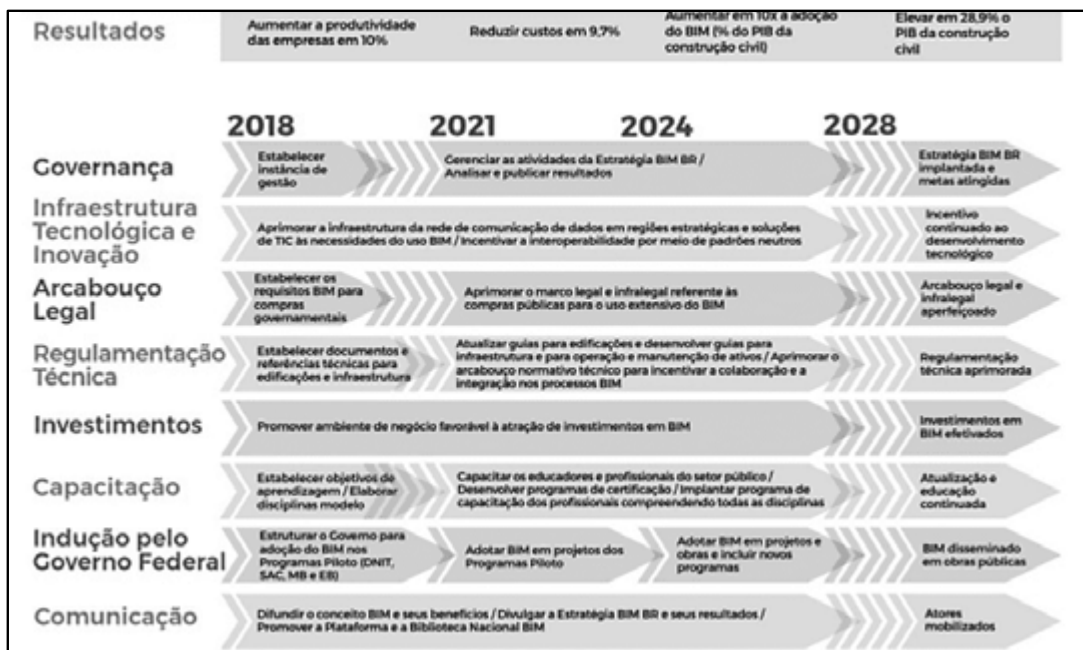 Resultados
Aumentar a produtividade
das empresas em 10%
Reduzir custos em 9,7%
Aumentar em 10x a adoção
do BIM (% do PIB da
construção civil)
Elevar em 28,9% o
PIB da construção
civil
2018
2021
2024
2028
Governança
Estabelecer
instância de
gestão
Gerenciar as atividades da Estratégia BIM BR /
Analisar e publicar resultados
Estratégia BIM BR
implantada e
metas atingidas
Infraestrutura
Tecnológica e
Inovação
Aprimorar a infraestrutura da rede de comunicação de dados em regiões estratégicas e soluções
de TIC às necessidades do uso BIM / Incentivar a interoperabilidade por meio de padrões neutros
Incentivo
continuado ao
desenvolvimento
tecnológico
Arcabouço
Legal
Estabelecer os
requisitos BIM para
compras
governamentais
Aprimorar o marco legal e infralegal referente às
compras públicas para o uso extensivo do BIM
Arcabouço legal e
infralegal
aperfeiçoado
Regulamentação
Técnica
Estabelecer documentos e
referências técnicas para
edificações e infraestrutura
Atualizar guias para edificações e desenvolver guias para
infraestrutura e para operação e manutenção de ativos / Aprimorar o
arcabouço normativo técnico para incentivar a colaboração e a
integração nos processos BIM
Regulamentação
técnica aprimorada
Investimentos
Promover ambiente de negócio favorável à atração de investimentos em BIM
Investimentos em
BIM efetivados
Capacitação
Estabelecer objetivos de
aprendizagem / Elaborar
disciplinas modelo
Capacitar os educadores e profissionais do setor público /
Desenvolver programas de certificação / Implantar programa de
capacitação dos profissionais compreendendo todas as disciplinas
Atualização e
educação
continuada
Indução pelo
Governo Federal
Estruturar o Governo para
adoção do BIM nos
Programas Piloto (DNIT,
SAC, MB e EB)
Adotar BIM em projetos dos
Programas Piloto
Adotar BIM em projetos e
obras e incluir novos
programas
BIM disseminado
em obras públicas
Comunicação
Difundir o conceito BIM e seus benefícios / Divulgar a Estratégia BIM BR e seus resultados /
Promover a Plataforma e a Biblioteca Nacional BIM
Atores
mobilizados